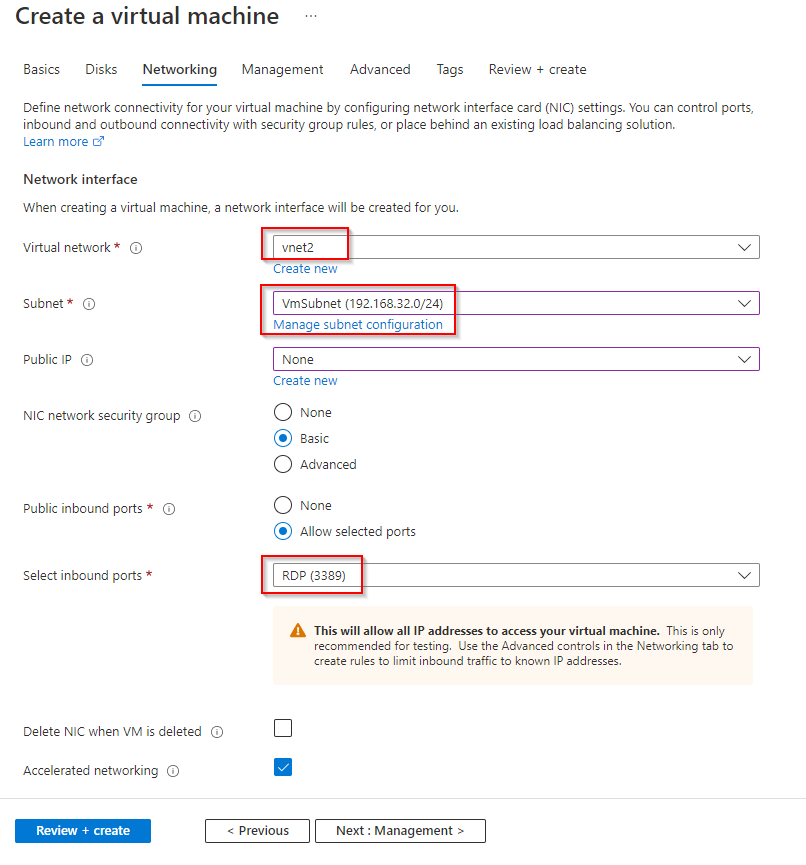 Create a virtual machine ...
Basics Disks Networking Management Advanced Tags Review + create
Define network connectivity for your virtual machine by configuring network interface card (NIC) settings. You can control ports,
inbound and outbound connectivity with security group rules, or place behind an existing load balancing solution.
Learn more
Network interface
When creating a virtual machine, a network interface will be created for you.
Virtual network *
vnet2
Create new
Subnet *
VmSubnet (192.168.32.0/24)
Manage subnet configuration
Public IP
None
Create new
NIC network security group
None
Basic
Advanced
Public inbound ports *
None
Allow selected ports
Select inbound ports *
RDP (3389)
This will allow all IP addresses to access your virtual machine. This is only
recommended for testing. Use the Advanced controls in the Networking tab to
create rules to limit inbound traffic to known IP addresses.
Delete NIC when VM is deleted
Accelerated networking
Review + create
< Previous
Next : Management >